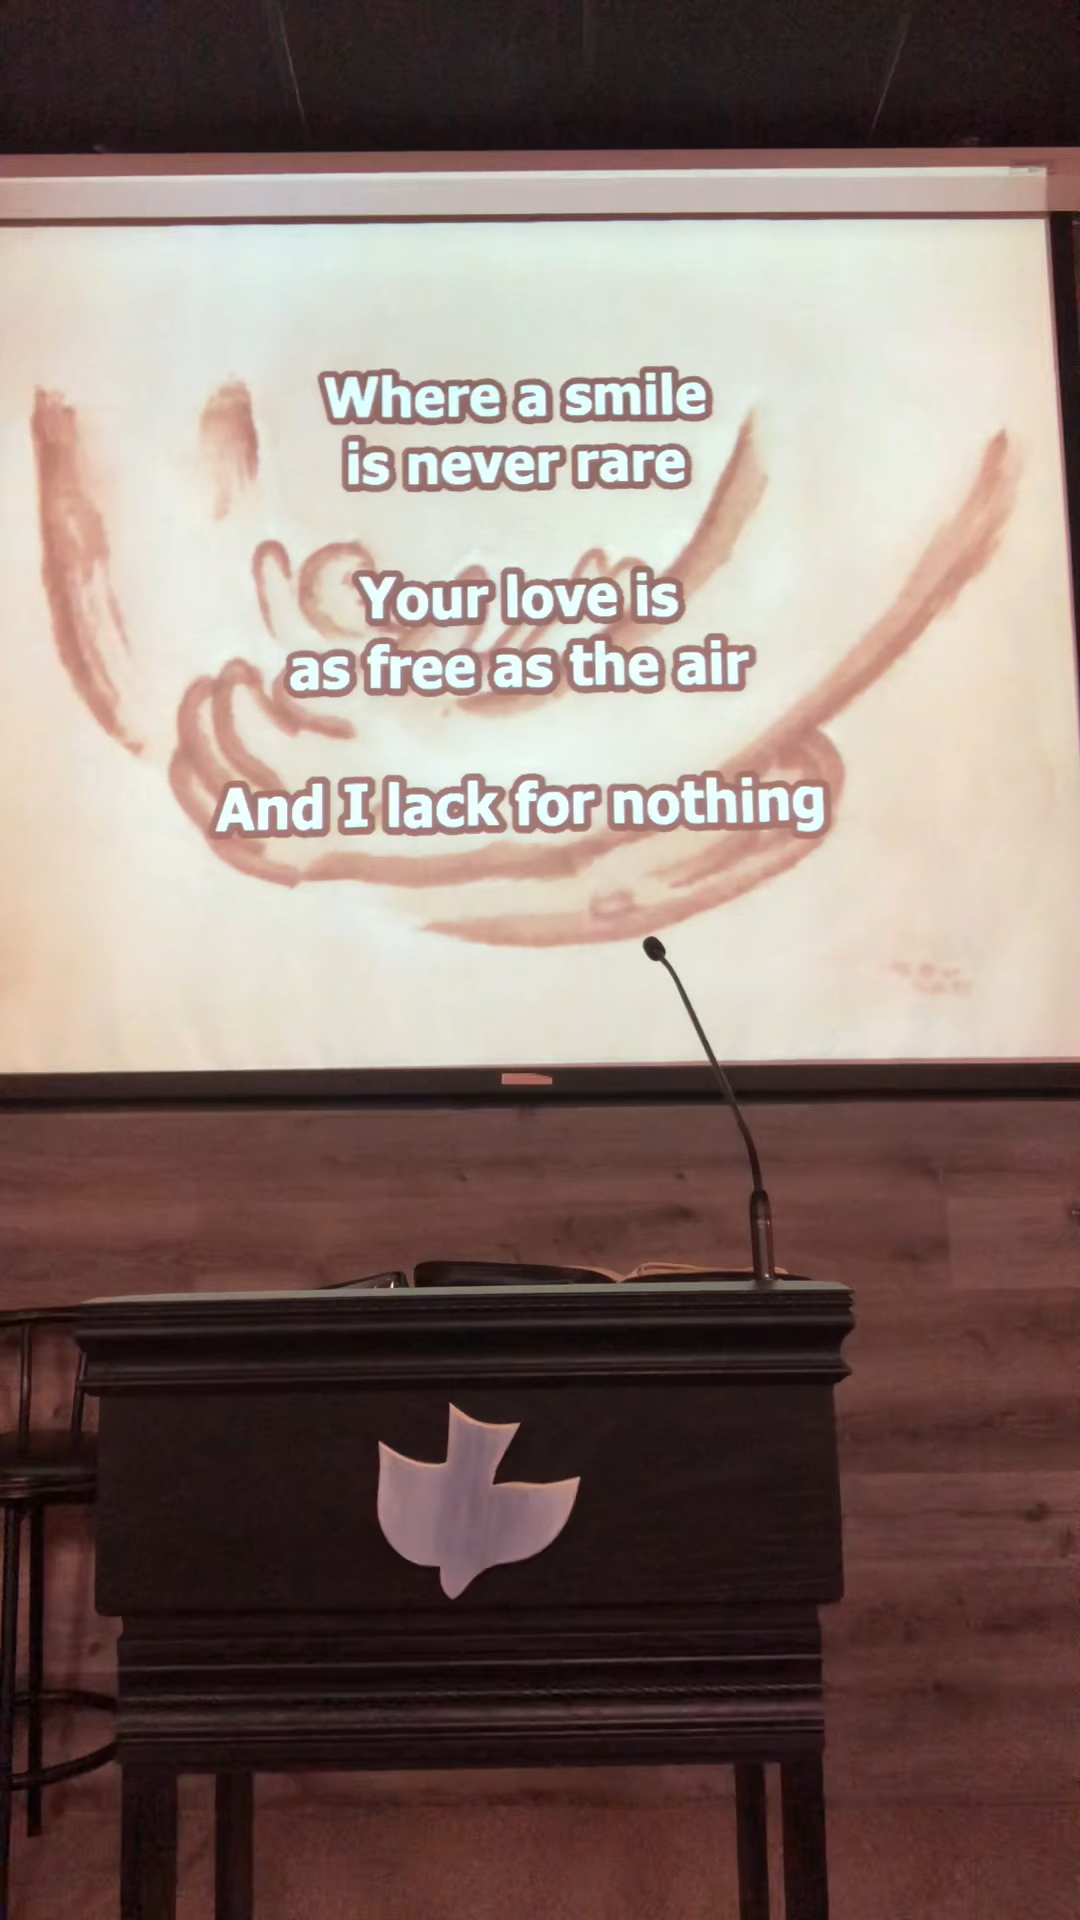 Where a smile
is never rare
Your love is
as free as the air
And I lack for nothing